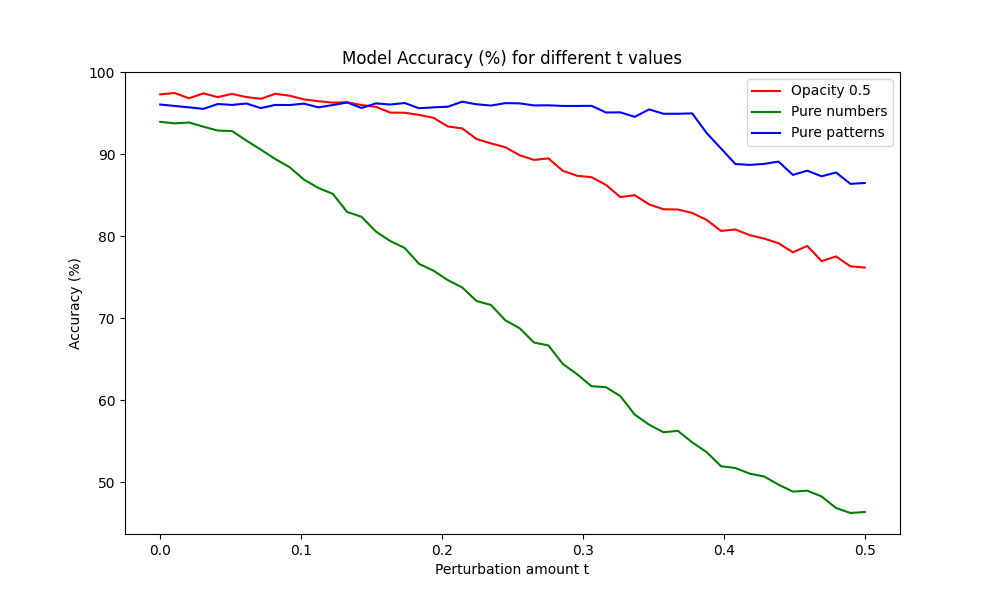 Model Accuracy (%) for different t values
100
90
80
70
60
50
Accuracy (%)
Opacity 0.5
Pure numbers
Pure patterns
0.0 0.1 0.2 0.3 0.4 0.5
Perturbation amount t